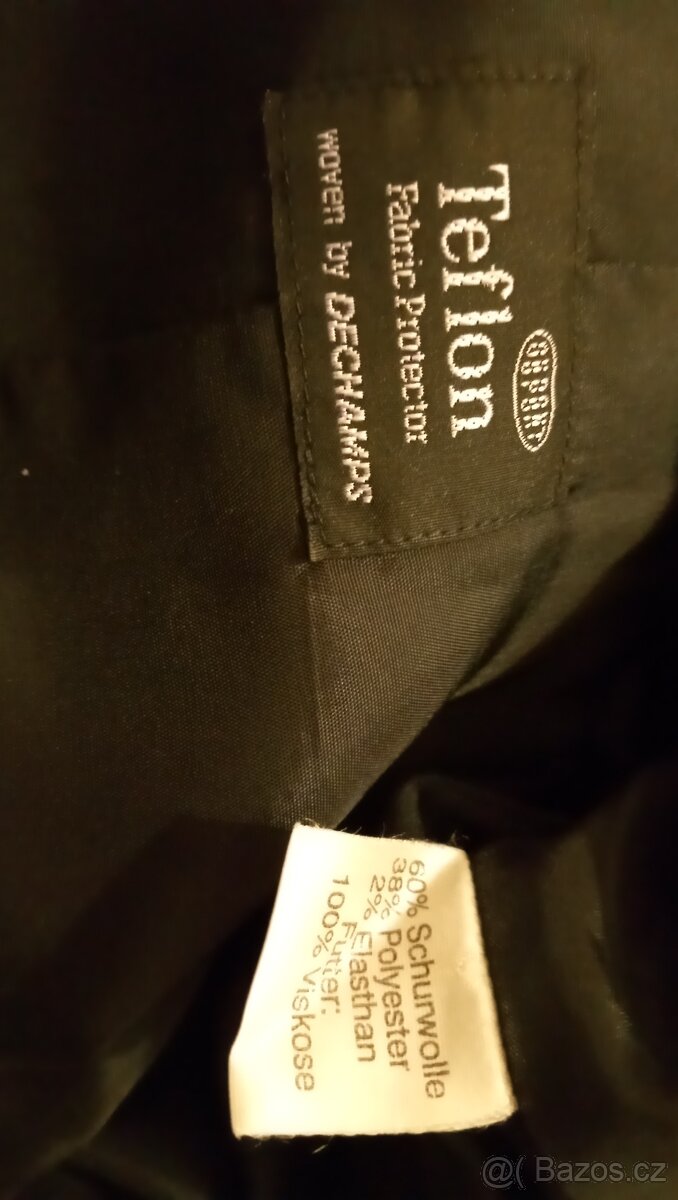 DUPONT
Teflon
Fabric Protector
woven by DECHAMPS
60% Schurwolle
38% Polyester
2% Elasthan
Futter:
100% Viskose
@( Bazos.cz